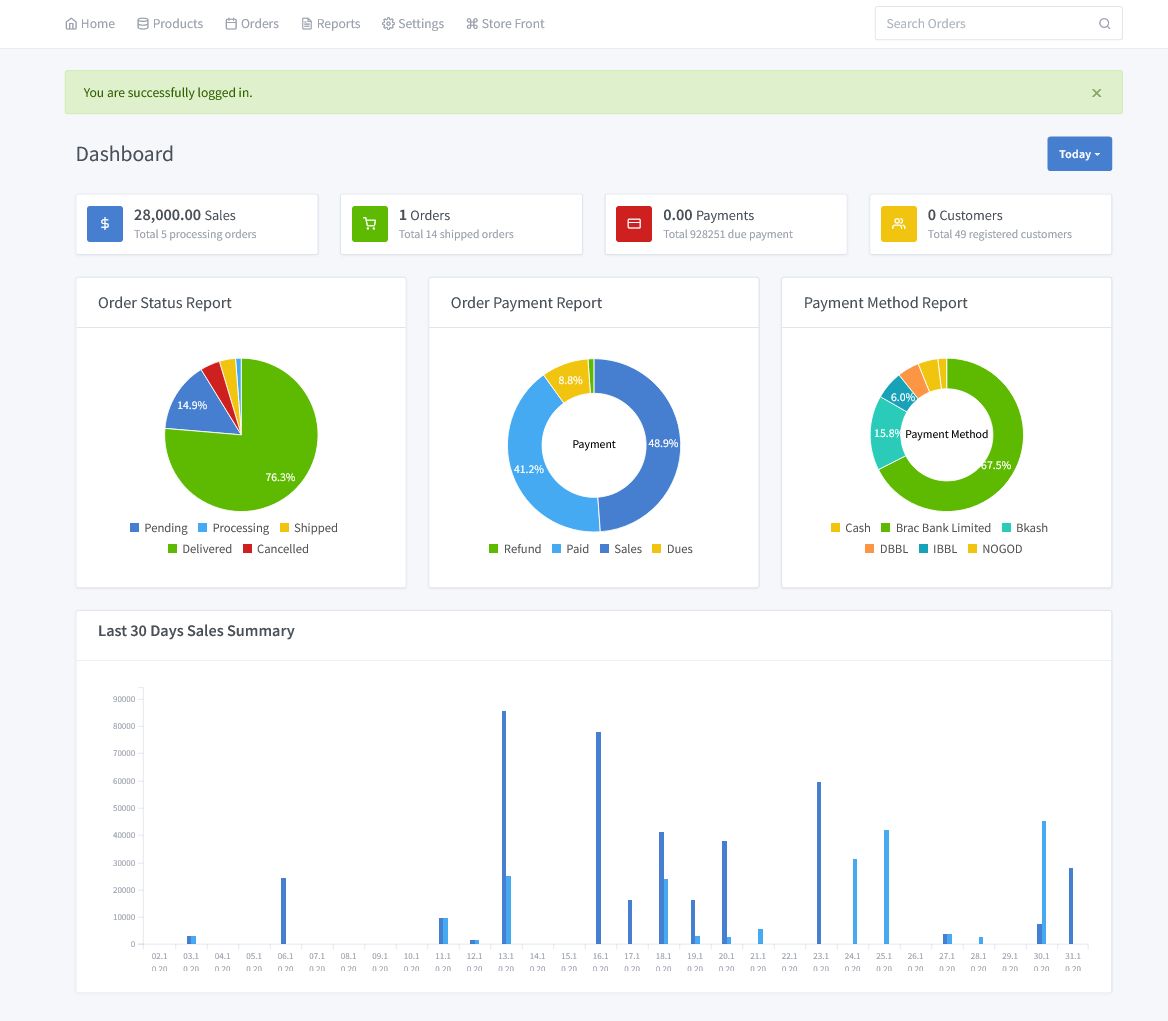 Home Products Orders Reports Settings Store Front Search Orders
You are successfully logged in. ×
Dashboard Today
28,000.00 Sales
Total 5 processing orders
1 Orders
Total 14 shipped orders
0.00 Payments
Total 928251 due payment
0 Customers
Total 49 registered customers
Order Status Report
14.9%
76.3%
Pending Processing Shipped
Delivered Cancelled
Order Payment Report
8.8%
Payment 48.9%
41.2%
Refund Paid Sales Dues
Payment Method Report
6.0%
15.8% Payment Method
67.5%
Cash Brac Bank Limited Bkash
DBBL IBBL NOGOD
Last 30 Days Sales Summary
90000
80000
70000
60000
50000
40000
30000
20000
10000
0
02.1 03.1 04.1 05.1 06.1 07.1 08.1 09.1 10.1 11.1 12.1 13.1 14.1 15.1 16.1 17.1 18.1 19.1 20.1 21.1 22.1 23.1 24.1 25.1 26.1 27.1 28.1 29.1 30.1 31.1
0.20 0.20 0.20 0.20 0.20 0.20 0.20 0.20 0.20 0.20 0.20 0.20 0.20 0.20 0.20 0.20 0.20 0.20 0.20 0.20 0.20 0.20 0.20 0.20 0.20 0.20 0.20 0.20 0.20 0.20